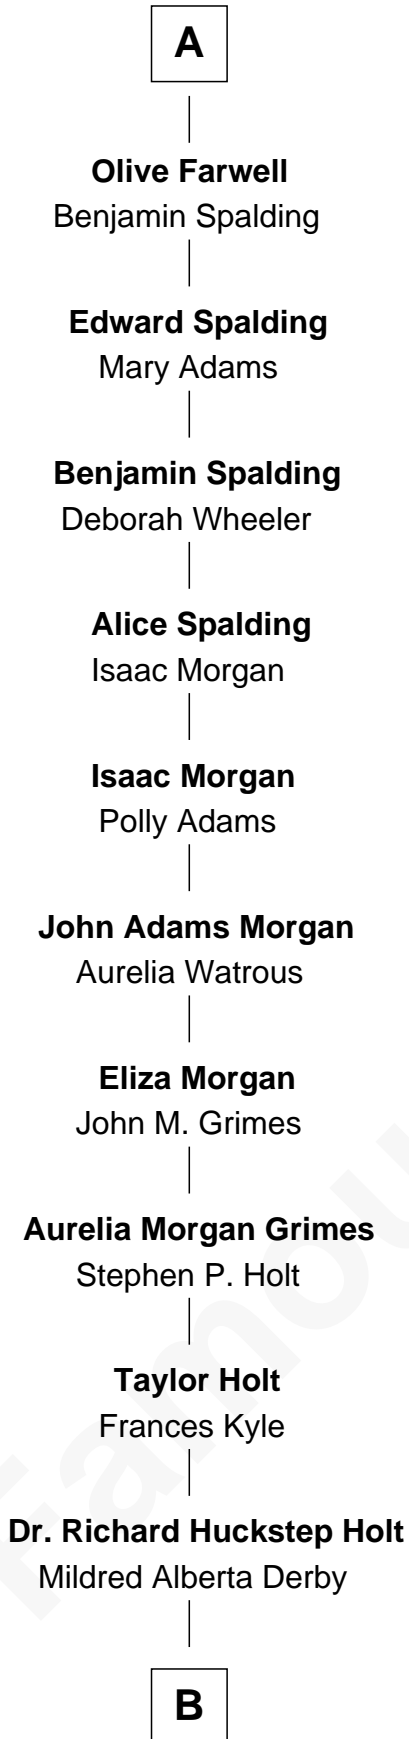 A
Olive Farwell
Benjamin Spalding
Edward Spalding
Mary Adams
Benjamin Spalding
Deborah Wheeler
Alice Spalding
Isaac Morgan
Isaac Morgan
Polly Adams
John Adams Morgan
Aurelia Watrous
Eliza Morgan
John M. Grimes
Aurelia Morgan Grimes
Stephen P. Holt
Taylor Holt
Frances Kyle
Dr. Richard Huckstep Holt
Mildred Alberta Derby
B